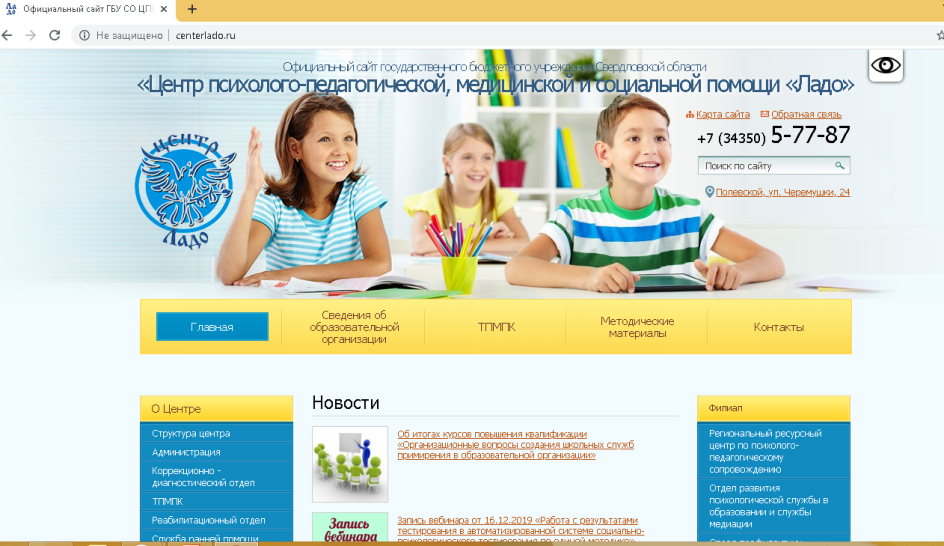 Официальный сайт ГБУ СО ЦП
Не защищено
centerlado.ru
Официальный сайт государственного бюджетного учреждения Свердловской области
«Центр психолого-педагогической, медицинской и социальной помощи «Ладо»
ЦЕНТР
Ладо
Карта сайта
Обратная связь
+7 (34350) 5-77-87
Поиск по сайту
Полевской, ул. Черемушки, 24
Главная
Сведения об
образовательной
организации
ТПМПК
Методические
материалы
Контакты
О Центре
Структура центра
Администрация
Коррекционно -
диагностический отдел
ТПМПК
Реабилитационный отдел
Служба ранней помощи
Новости
Об итогах курсов повышения квалификации
«Организационные вопросы создания школьных служб
примирения в образовательной организации»
Запись
вебинара
Запись вебинара от 16.12.2019 «Работа с результатами
тестирования в автоматизированной системе социально-
психологического тестирования по единой методике»
Филиал
Региональный ресурсный
центр по психолого-
педагогическому
сопровождению
Отдел развития
психологической службы в
образовании и службы
медиации